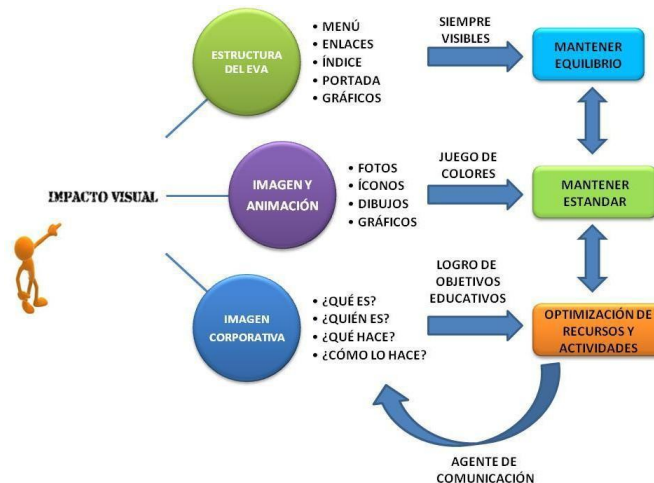 IMPACTO VISUAL
ESTRUCTURA
DEL EVA
• MENÚ
• ENLACES
• ÍNDICE
• PORTADA
• GRÁFICOS
SIEMPRE
VISIBLES
MANTENER
EQUILIBRIO
IMAGEN Y
ANIMACIÓN
• FOTOS
• ÍCONOS
• DIBUJOS
• GRÁFICOS
JUEGO DE
COLORES
MANTENER
ESTANDAR
IMAGEN
CORPORATIVA
• ¿QUÉ ES?
• ¿QUIÉN ES?
• ¿QUÉ HACE?
• ¿CÓMO LO HACE?
LOGRO DE
OBJETIVOS
EDUCATIVOS
OPTIMIZACIÓN DE
RECURSOS Y
ACTIVIDADES
AGENTE DE
COMUNICACIÓN